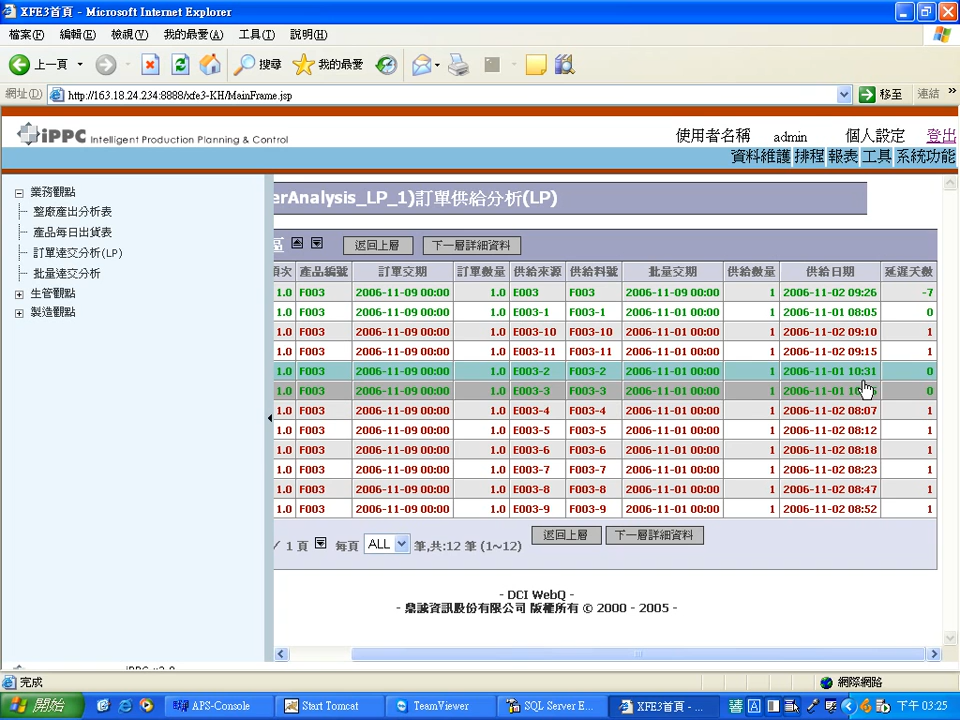 XFE3首頁 - Microsoft Internet Explorer
檔案(F) 編輯(E) 檢視(V) 我的最愛(A) 工具(T) 說明(H)
上一頁 搜尋 我的最愛
網址(D) http://163.18.24.234:8888/xfe3-KH/MainFrame.jsp 移至 連結 »
iPPC Intelligent Production Planning & Control 使用者名稱 admin 個人設定 登出
資料維護 排程 報表 工具 系統功能
業務觀點
整廠產出分析表
產品每日出貨表
訂單達交分析(LP)
批量達交分析
生管觀點
製造觀點
erAnalysis_LP_1)訂單供給分析(LP)
區 返回上層 下一層詳細資料
項次 產品編號 訂單交期 訂單數量 供給來源 供給料號 批量交期 供給數量 供給日期 延遲天數
1.0 F003 2006-11-09 00:00 1.0 E003 F003 2006-11-09 00:00 1 2006-11-02 09:26 -7
1.0 F003 2006-11-09 00:00 1.0 E003-1 F003-1 2006-11-01 00:00 1 2006-11-01 08:05 0
1.0 F003 2006-11-09 00:00 1.0 E003-10 F003-10 2006-11-01 00:00 1 2006-11-02 09:10 1
1.0 F003 2006-11-09 00:00 1.0 E003-11 F003-11 2006-11-01 00:00 1 2006-11-02 09:15 1
1.0 F003 2006-11-09 00:00 1.0 E003-2 F003-2 2006-11-01 00:00 1 2006-11-01 10:31 0
1.0 F003 2006-11-09 00:00 1.0 E003-3 F003-3 2006-11-01 00:00 1 2006-11-01 0
1.0 F003 2006-11-09 00:00 1.0 E003-4 F003-4 2006-11-01 00:00 1 2006-11-02 08:07 1
1.0 F003 2006-11-09 00:00 1.0 E003-5 F003-5 2006-11-01 00:00 1 2006-11-02 08:12 1
1.0 F003 2006-11-09 00:00 1.0 E003-6 F003-6 2006-11-01 00:00 1 2006-11-02 08:18 1
1.0 F003 2006-11-09 00:00 1.0 E003-7 F003-7 2006-11-01 00:00 1 2006-11-02 08:23 1
1.0 F003 2006-11-09 00:00 1.0 E003-8 F003-8 2006-11-01 00:00 1 2006-11-02 08:47 1
1.0 F003 2006-11-09 00:00 1.0 E003-9 F003-9 2006-11-01 00:00 1 2006-11-02 08:52 1
/ 1 頁 每頁 ALL 筆,共:12 筆 (1~12) 返回上層 下一層詳細資料
- DCI WebQ -
- 鼎誠資訊股份有限公司 版權所有 © 2000 - 2005 -
完成 網際網路
開始 APS-Console Start Tomcat TeamViewer SQL Server E... XFE3首頁 - ... 下午 03:25